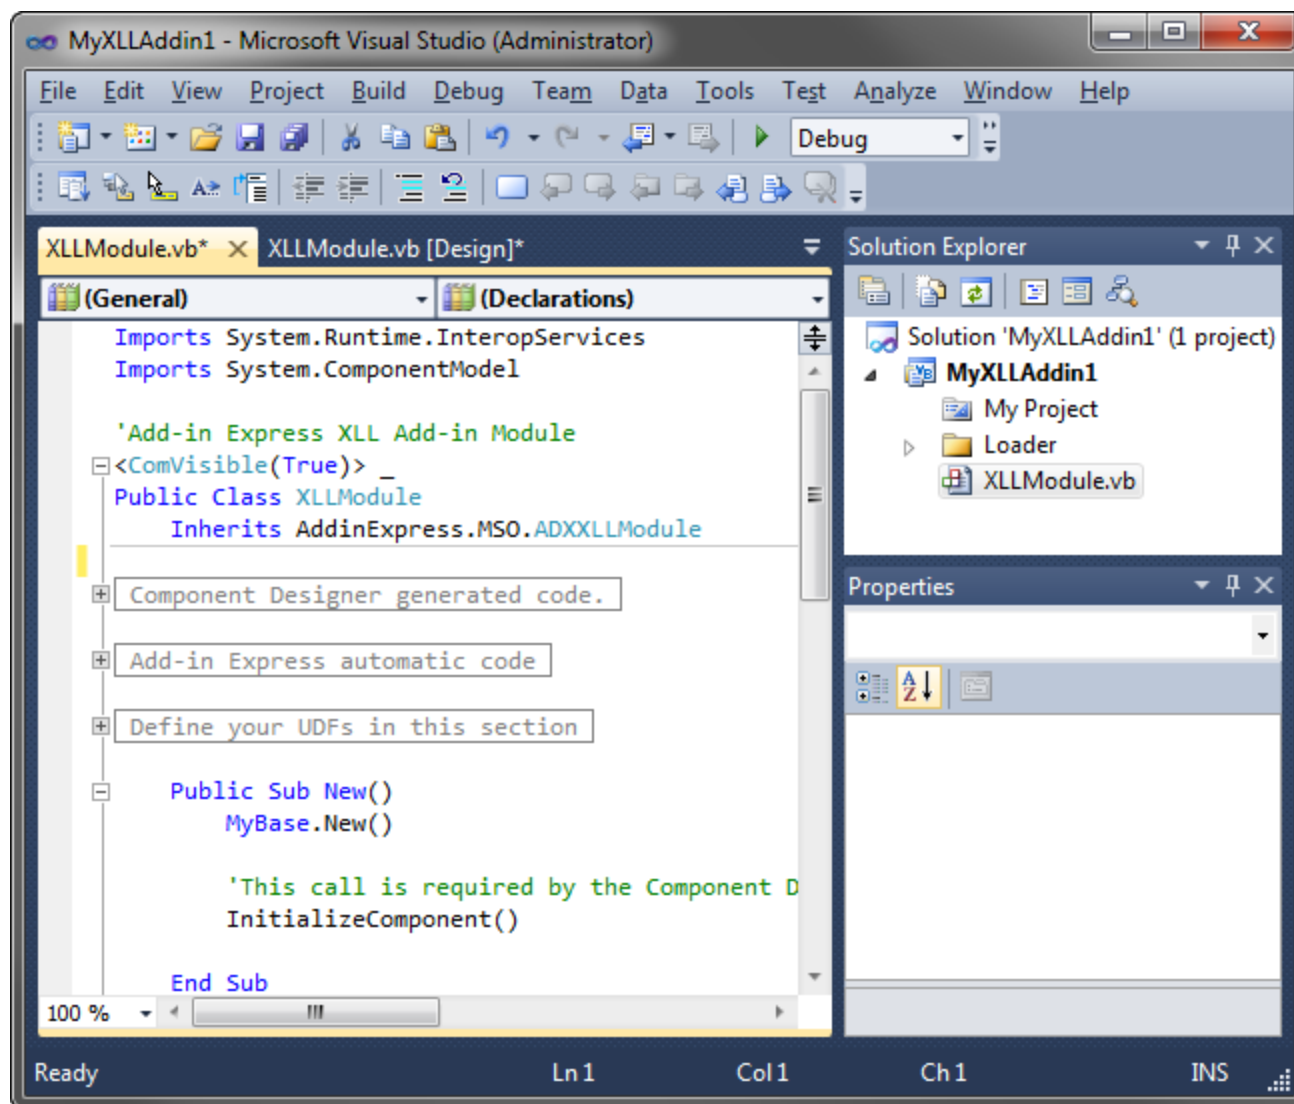 MyXLLAddin1 - Microsoft Visual Studio (Administrator)
File Edit View Project Build Debug Team Data Tools Test Analyze Window Help
Debug
XLLModule.vb* XLLModule.vb [Design]*
(General) (Declarations)
Imports System.Runtime.InteropServices
Imports System.ComponentModel
'Add-in Express XLL Add-in Module
<ComVisible(True)> _
Public Class XLLModule
Inherits AddinExpress.MSO.ADXXLLModule
Component Designer generated code.
Add-in Express automatic code
Define your UDFs in this section
Public Sub New()
MyBase.New()
'This call is required by the Component D
InitializeComponent()
End Sub
100 %
Solution Explorer
Solution 'MyXLLAddin1' (1 project)
MyXLLAddin1
My Project
Loader
XLLModule.vb
Properties
Ready Ln 1 Col 1 Ch 1 INS